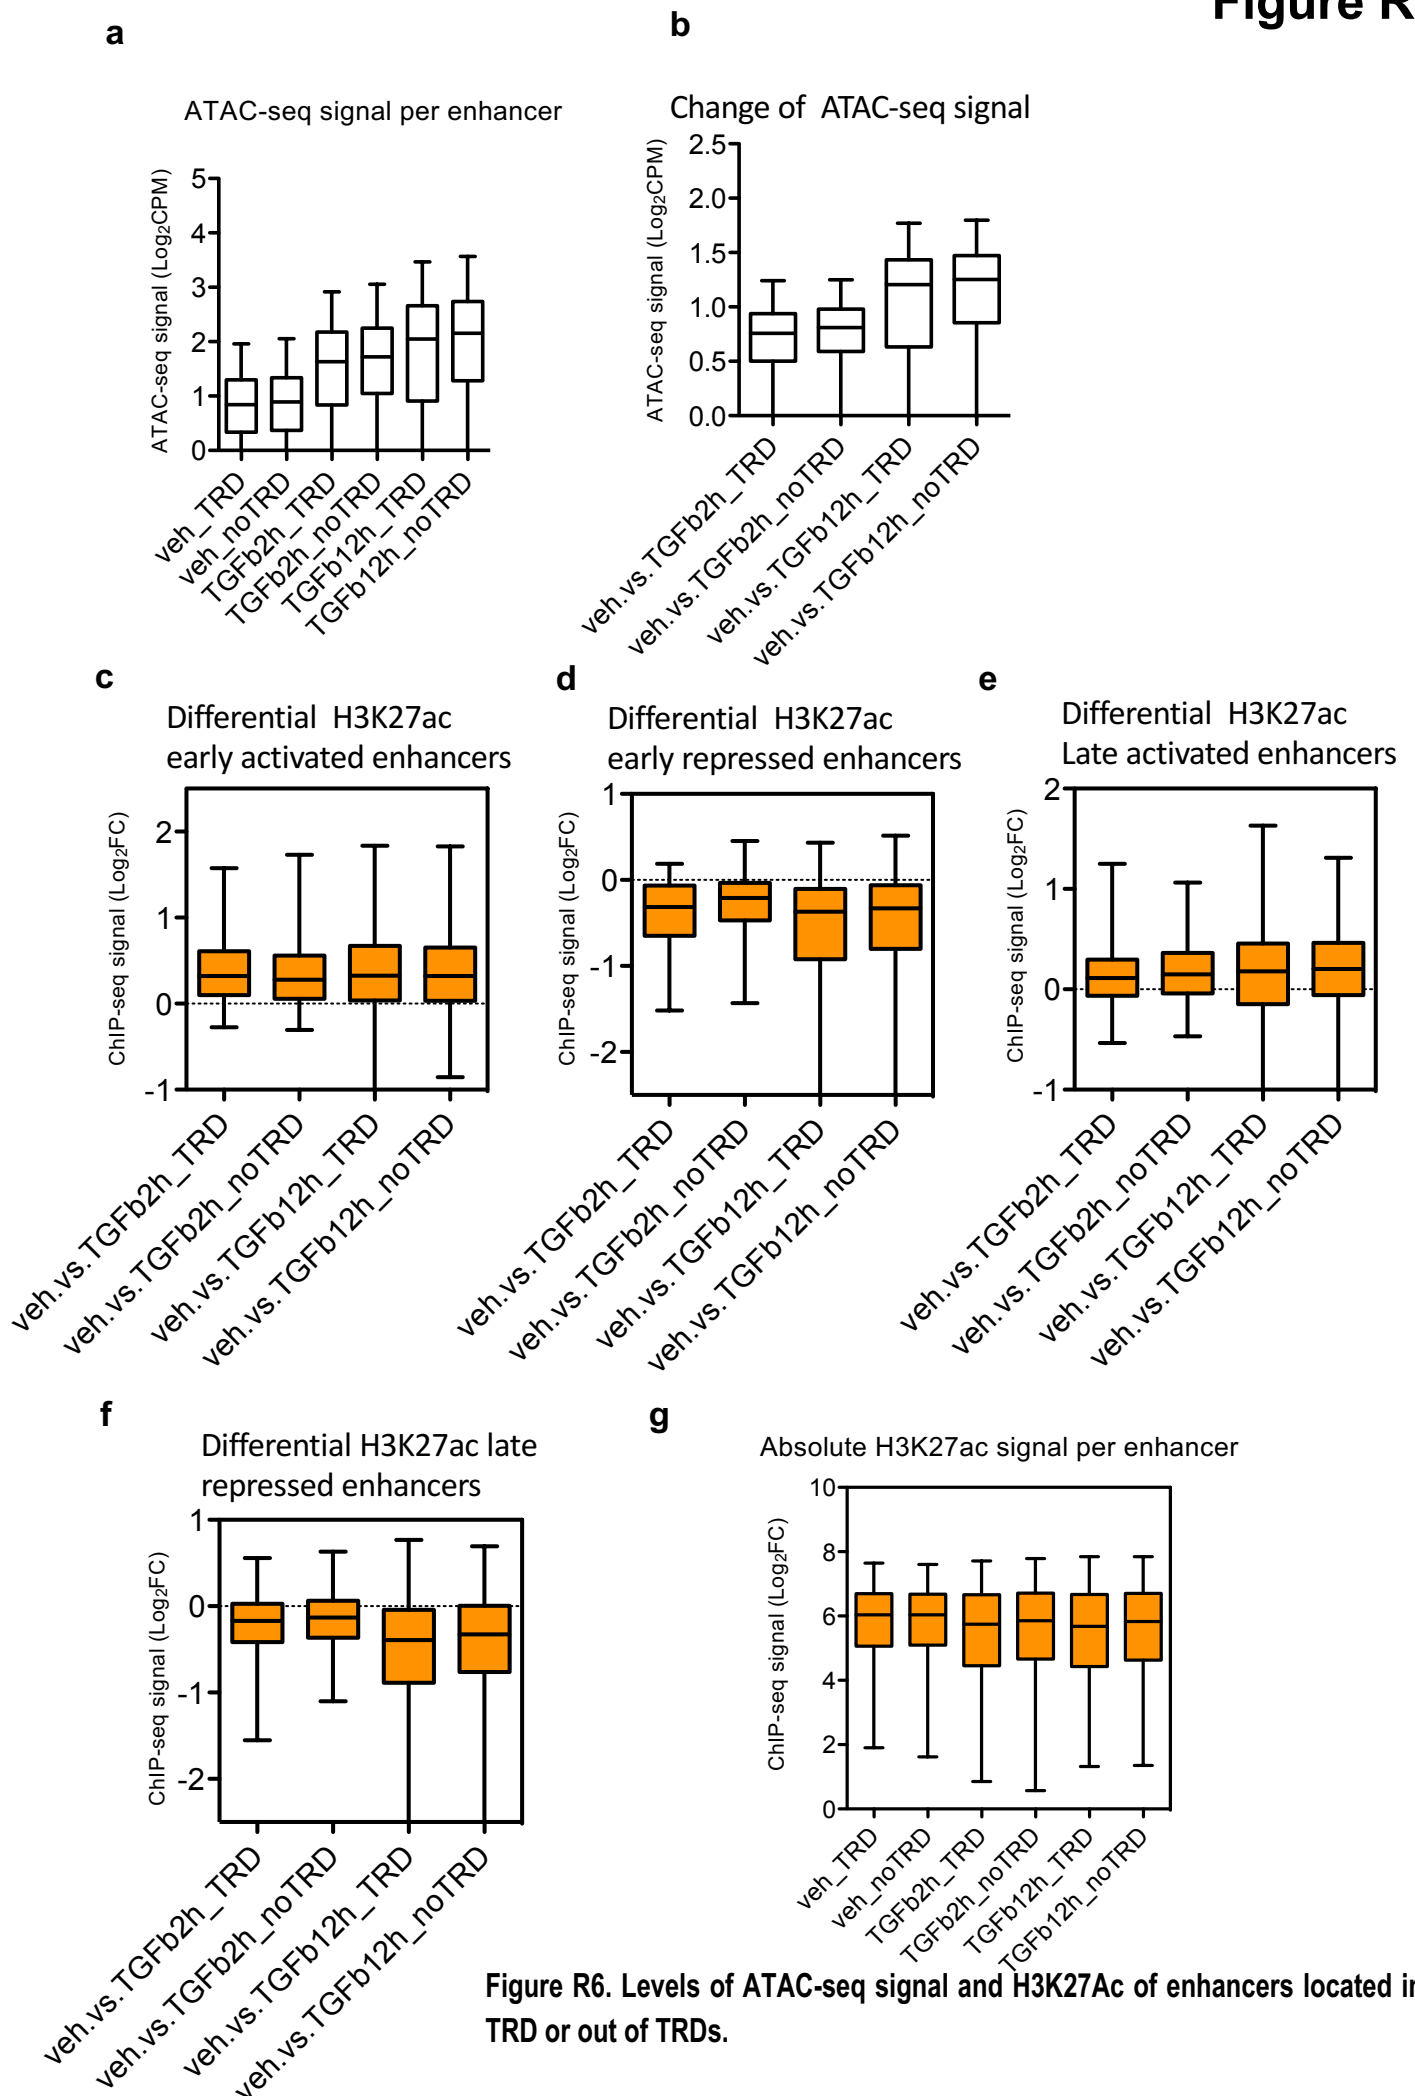 Figure R
a
b
ATAC-seq signal per enhancer
Change of ATAC-seq signal
ATAC-seq signal (Log2CPM)
5
4
3
2
1
0
veh_TRD
veh_noTRD
TGFb2h_TRD
TGFb2h_noTRD
TGFb12h_TRD
TGFb12h_noTRD
ATAC-seq signal (Log2CPM)
2.5
2.0
1.5
1.0
0.5
0.0
veh.vs.TGFb2h_TRD
veh.vs.TGFb2h_noTRD
veh.vs.TGFb12h_TRD
veh.vs.TGFb12h_noTRD
c
Differential H3K27ac
early activated enhancers
ChIP-seq signal (Log2FC)
2
1
0
-1
veh.vs.TGFb2h_TRD
veh.vs.TGFb2h_noTRD
veh.vs.TGFb12h_TRD
veh.vs.TGFb12h_noTRD
d
Differential H3K27ac
early repressed enhancers
ChIP-seq signal (Log2FC)
1
0
-1
-2
veh.vs.TGFb2h_TRD
veh.vs.TGFb2h_noTRD
veh.vs.TGFb12h_TRD
veh.vs.TGFb12h_noTRD
e
Differential H3K27ac
Late activated enhancers
ChIP-seq signal (Log2FC)
2
1
0
-1
veh.vs.TGFb2h_TRD
veh.vs.TGFb2h_noTRD
veh.vs.TGFb12h_TRD
veh.vs.TGFb12h_noTRD
f
Differential H3K27ac late
repressed enhancers
ChIP-seq signal (Log2FC)
1
0
-1
-2
veh.vs.TGFb2h_TRD
veh.vs.TGFb2h_noTRD
veh.vs.TGFb12h_TRD
veh.vs.TGFb12h_noTRD
g
Absolute H3K27ac signal per enhancer
ChIP-seq signal (Log2FC)
10
8
6
4
2
0
veh_TRD
veh_noTRD
TGFb2h_TRD
TGFb2h_noTRD
TGFb12h_TRD
TGFb12h_noTRD
Figure R6. Levels of ATAC-seq signal and H3K27Ac of enhancers located in
TRD or out of TRDs.